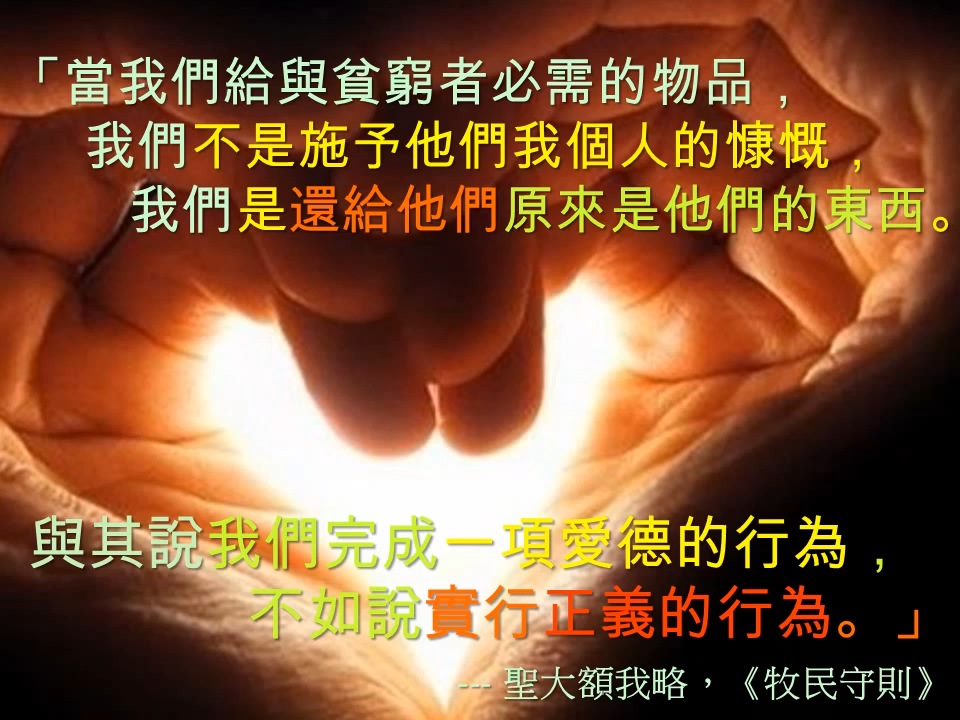 「當我們給與貧窮者必需的物品，
我們不是施予他們我個人的慷慨，
我們是還給他們原來是他們的東西。
與其說我們完成一項愛德的行為，
不如說實行正義的行為。」
--- 聖大額我略，《牧民守則》